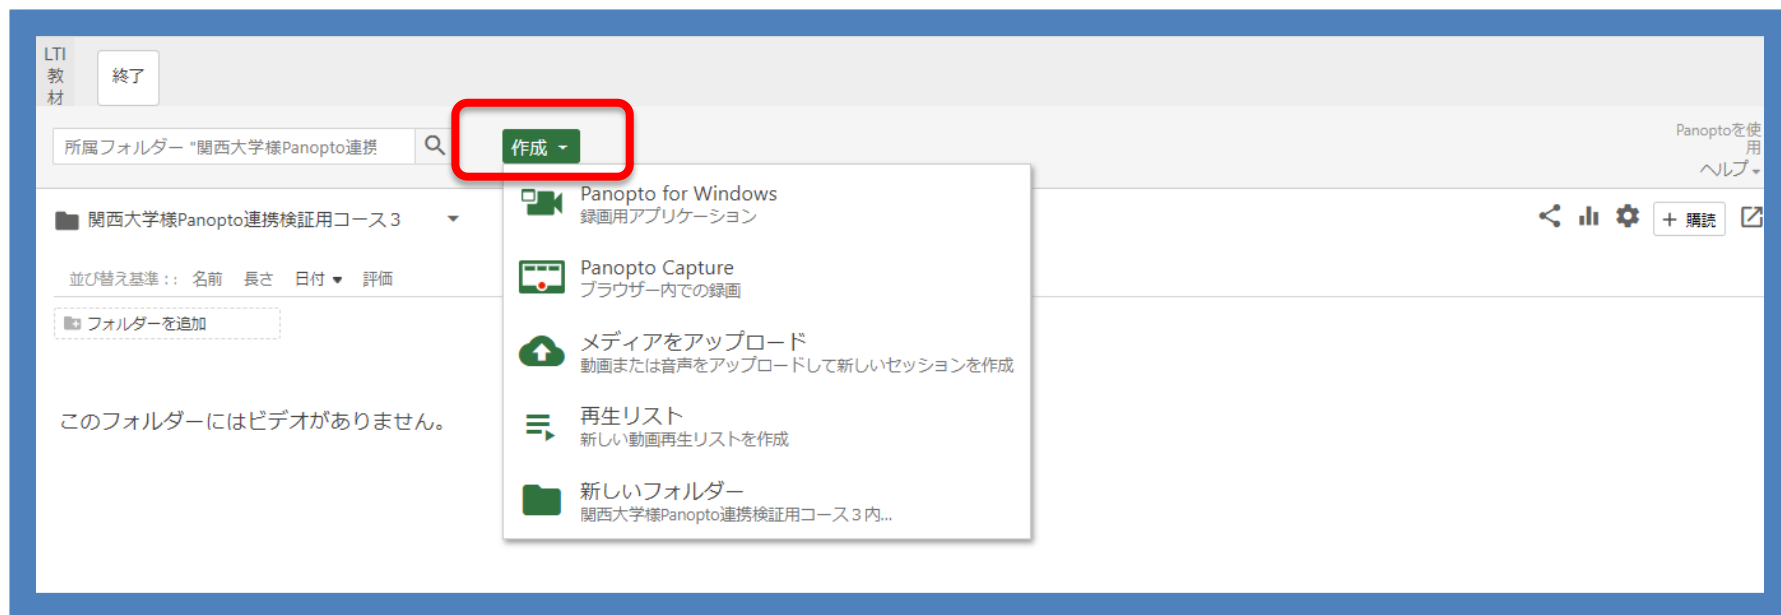 LTI
教
材
終了
所属フォルダー "関西大学様Panopto連携
作成
Panoptoを使
用
ヘルプ
Panopto for Windows
録画用アプリケーション
関西大学様Panopto連携検証用コース３
+ 購読
Panopto Capture
ブラウザー内での録画
並び替え基準：: 名前 長さ 日付 評価
フォルダーを追加
メディアをアップロード
動画または音声をアップロードして新しいセッションを作成
このフォルダーにはビデオがありません。
再生リスト
新しい動画再生リストを作成
新しいフォルダー
関西大学様Panopto連携検証用コース３内...